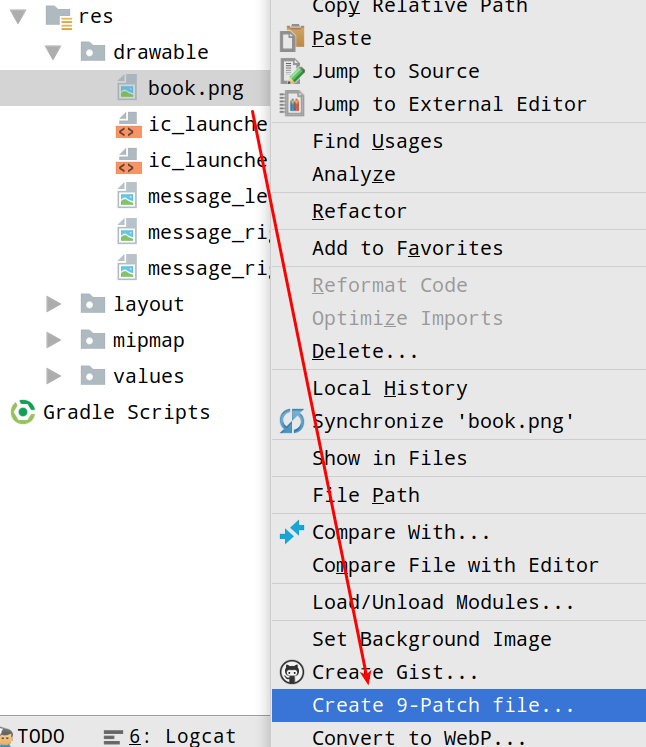 res
drawable
book.png
ic_launche
ic_launche
message_le
message_rig
message_rig
layout
mipmap
values
Gradle Scripts
TODO
6: Logcat
Copy Relative Path
Paste
Jump to Source
Jump to External Editor
Find Usages
Analyze
Refactor
Add to Favorites
Reformat Code
Optimize Imports
Delete...
Local History
Synchronize 'book.png'
Show in Files
File Path
Compare With...
Compare File with Editor
Load/Unload Modules...
Set Background Image
Create Gist...
Create 9-Patch file...
Convert to WebP...